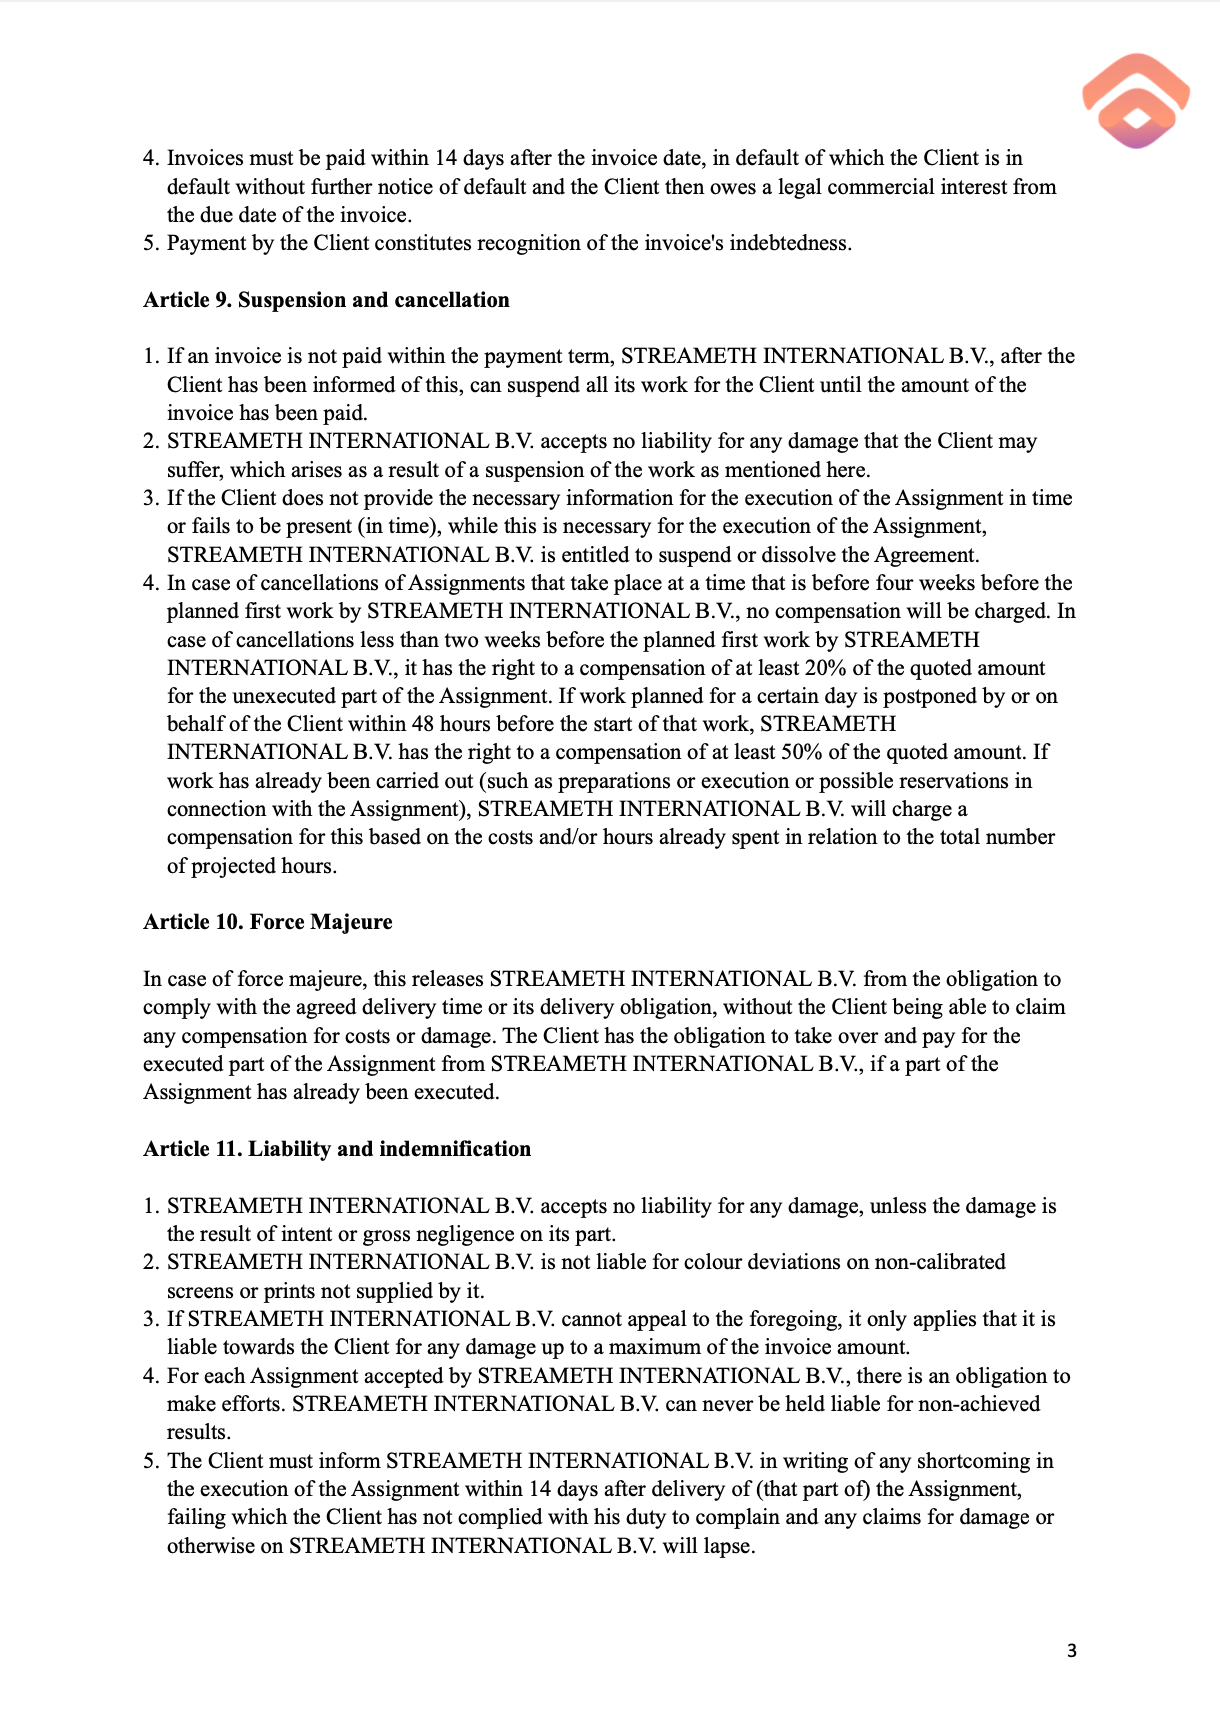 4. Invoices must be paid within 14 days after the invoice date, in default of which the Client is in
default without further notice of default and the Client then owes a legal commercial interest from
the due date of the invoice.
5. Payment by the Client constitutes recognition of the invoice's indebtedness.
Article 9. Suspension and cancellation
1. If an invoice is not paid within the payment term, STREAMETH INTERNATIONAL B.V., after the
Client has been informed of this, can suspend all its work for the Client until the amount of the
invoice has been paid.
2. STREAMETH INTERNATIONAL B.V. accepts no liability for any damage that the Client may
suffer, which arises as a result of a suspension of the work as mentioned here.
3. If the Client does not provide the necessary information for the execution of the Assignment in time
or fails to be present (in time), while this is necessary for the execution of the Assignment,
STREAMETH INTERNATIONAL B.V. is entitled to suspend or dissolve the Agreement.
4. In case of cancellations of Assignments that take place at a time that is before four weeks before the
planned first work by STREAMETH INTERNATIONAL B.V., no compensation will be charged. In
case of cancellations less than two weeks before the planned first work by STREAMETH
INTERNATIONAL B.V., it has the right to a compensation of at least 20% of the quoted amount
for the unexecuted part of the Assignment. If work planned for a certain day is postponed by or on
behalf of the Client within 48 hours before the start of that work, STREAMETH
INTERNATIONAL B.V. has the right to a compensation of at least 50% of the quoted amount. If
work has already been carried out (such as preparations or execution or possible reservations in
connection with the Assignment), STREAMETH INTERNATIONAL B.V. will charge a
compensation for this based on the costs and/or hours already spent in relation to the total number
of projected hours.
Article 10. Force Majeure
In case of force majeure, this releases STREAMETH INTERNATIONAL B.V. from the obligation to
comply with the agreed delivery time or its delivery obligation, without the Client being able to claim
any compensation for costs or damage. The Client has the obligation to take over and pay for the
executed part of the Assignment from STREAMETH INTERNATIONAL B.V., if a part of the
Assignment has already been executed.
Article 11. Liability and indemnification
1. STREAMETH INTERNATIONAL B.V. accepts no liability for any damage, unless the damage is
the result of intent or gross negligence on its part.
2. STREAMETH INTERNATIONAL B.V. is not liable for colour deviations on non-calibrated
screens or prints not supplied by it.
3. If STREAMETH INTERNATIONAL B.V. cannot appeal to the foregoing, it only applies that it is
liable towards the Client for any damage up to a maximum of the invoice amount.
4. For each Assignment accepted by STREAMETH INTERNATIONAL B.V., there is an obligation to
make efforts. STREAMETH INTERNATIONAL B.V. can never be held liable for non-achieved
results.
5. The Client must inform STREAMETH INTERNATIONAL B.V. in writing of any shortcoming in
the execution of the Assignment within 14 days after delivery of (that part of) the Assignment,
failing which the Client has not complied with his duty to complain and any claims for damage or
otherwise on STREAMETH INTERNATIONAL B.V. will lapse.
3